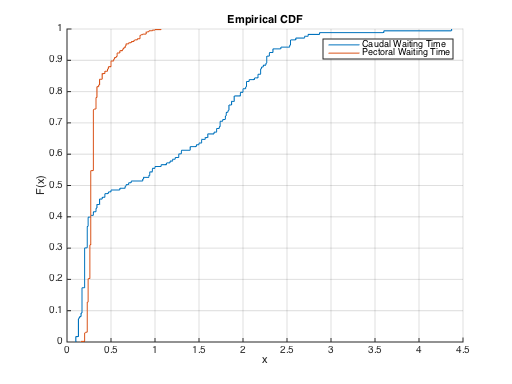 Empirical CDF
Caudal Waiting Time
Pectoral Waiting Time
F(x)
1
0.9
0.8
0.7
0.6
0.5
0.4
0.3
0.2
0.1
0
0 0.5 1 1.5 2 2.5 3 3.5 4 4.5
x